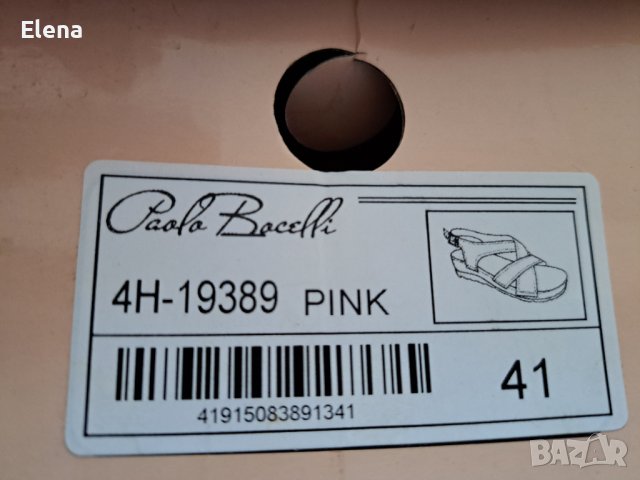 Elena
Paolo Bocelli
4H-19389 PINK
41915083891341
41
BAZAR